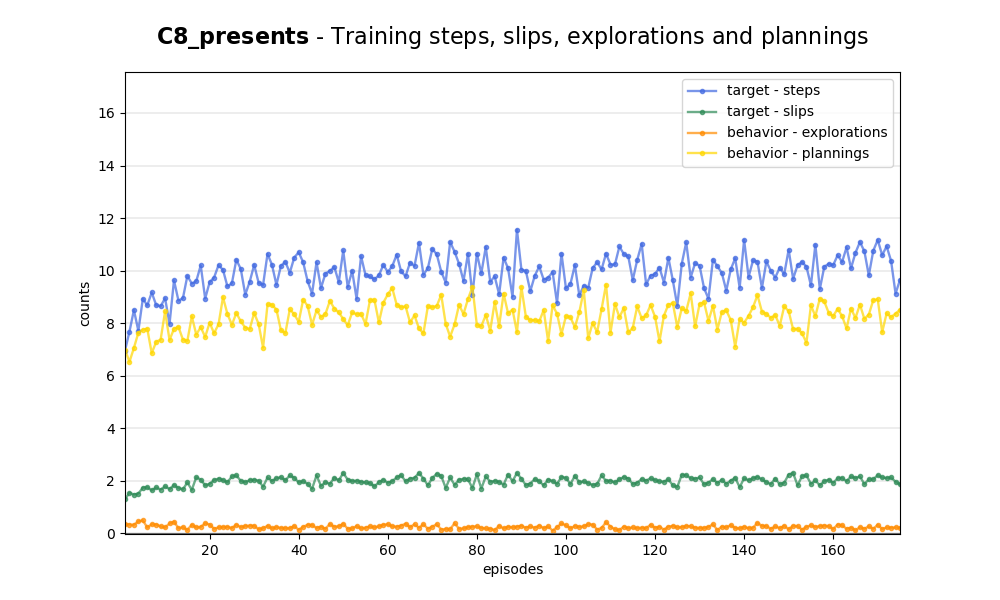 C8_presents - Training steps, slips, explorations and plannings
target - steps
target - slips
behavior - explorations
behavior - plannings
counts
16
14
12
10
8
6
4
2
0
20 40 60 80 100 120 140 160
episodes